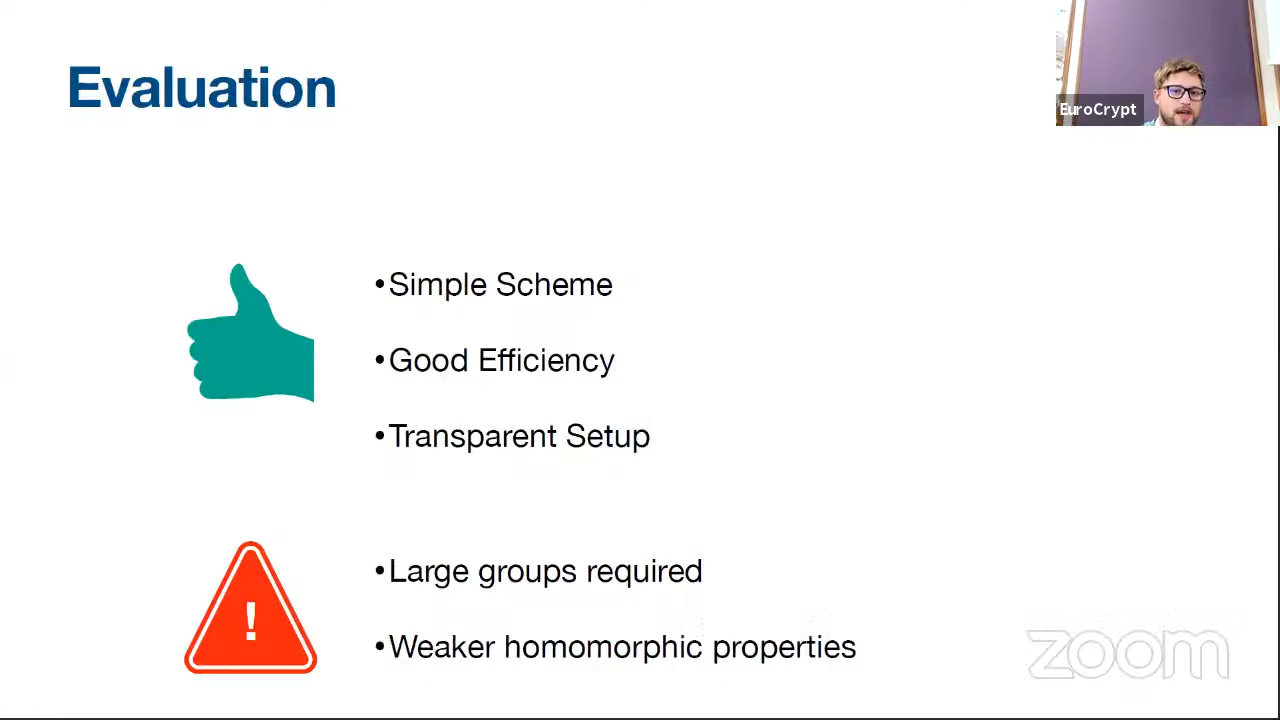 Evaluation
EuroCrypt
•Simple Scheme
•Good Efficiency
•Transparent Setup
!
•Large groups required
•Weaker homomorphic properties
zoom